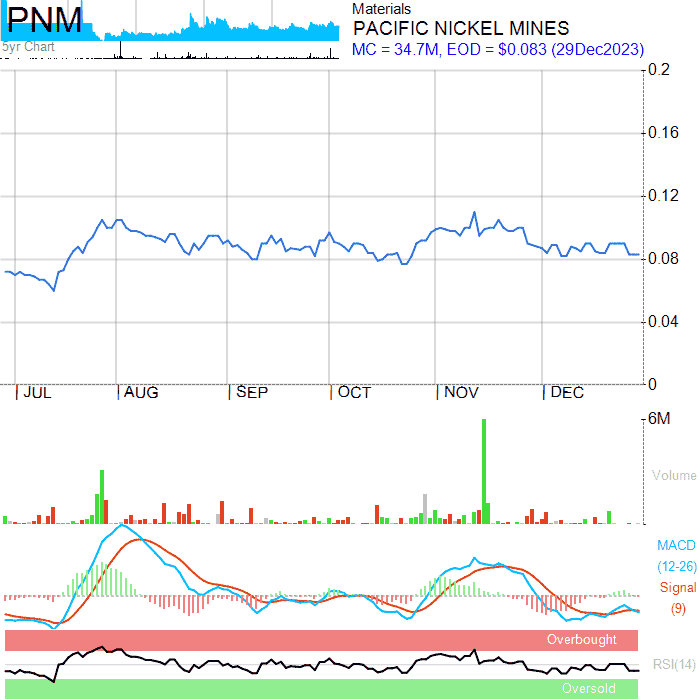 PNM
5yr Chart
Materials
PACIFIC NICKEL MINES
MC = 34.7M, EOD = $0.083 (29Dec2023)
0.2
0.16
0.12
0.08
0.04
0
JUL AUG SEP OCT NOV DEC
6M
Volume
MACD
(12-26)
Signal
(9)
Overbought
RSI(14)
Oversold